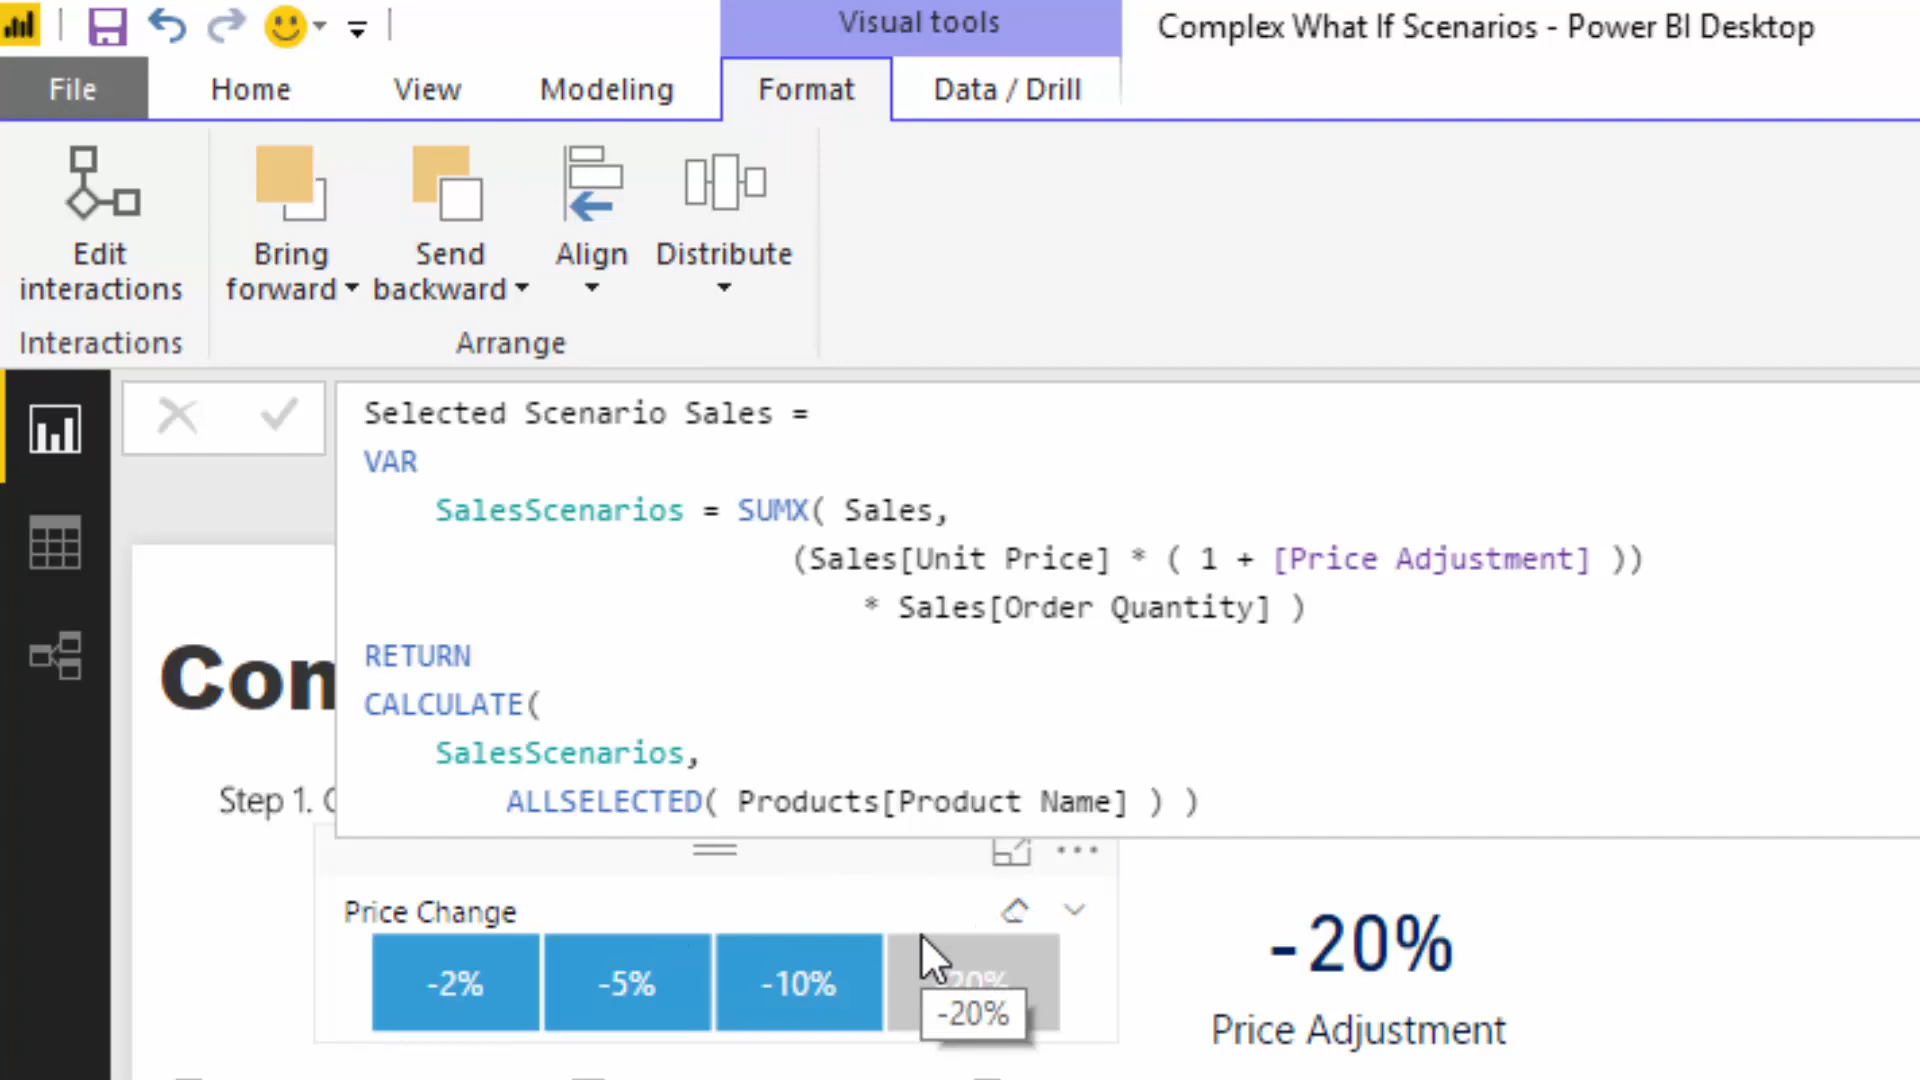 Visual tools
Complex What If Scenarios - Power BI Desktop
File
Home
View
Modeling
Format
Data / Drill
Edit
interactions
Bring
forward
Send
backward
Align
Distribute
Interactions
Arrange
Selected Scenario Sales =
VAR
SalesScenarios = SUMX( Sales,
(Sales[Unit Price] * ( 1 + [Price Adjustment] ))
* Sales[Order Quantity] )
RETURN
CALCULATE(
SalesScenarios,
ALLSELECTED( Products[Product Name] ) )
Step 1.
Price Change
-2%
-5%
-10%
20%
-20%
-20%
Price Adjustment